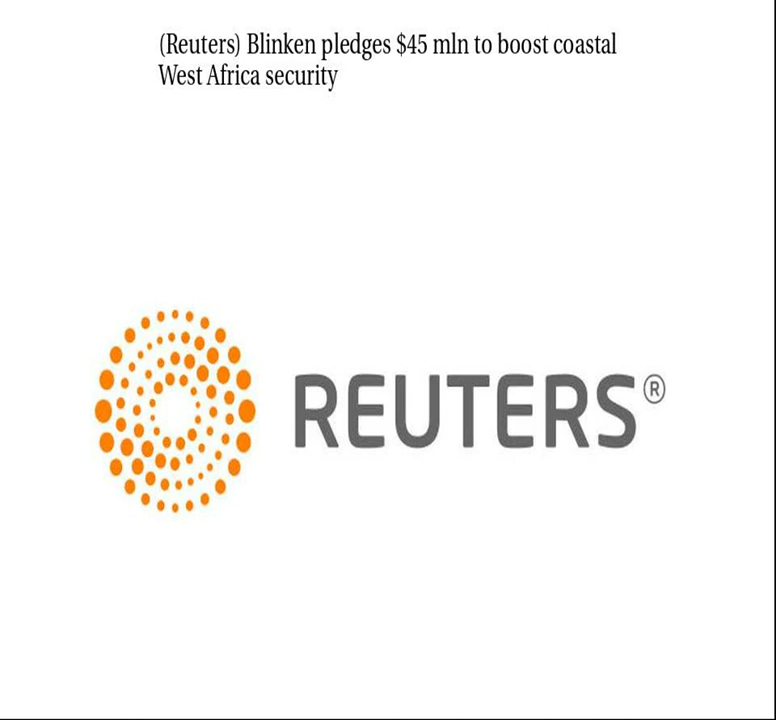 (Reuters) Blinken pledges $45 mln to boost coastal
West Africa security
REUTERS®